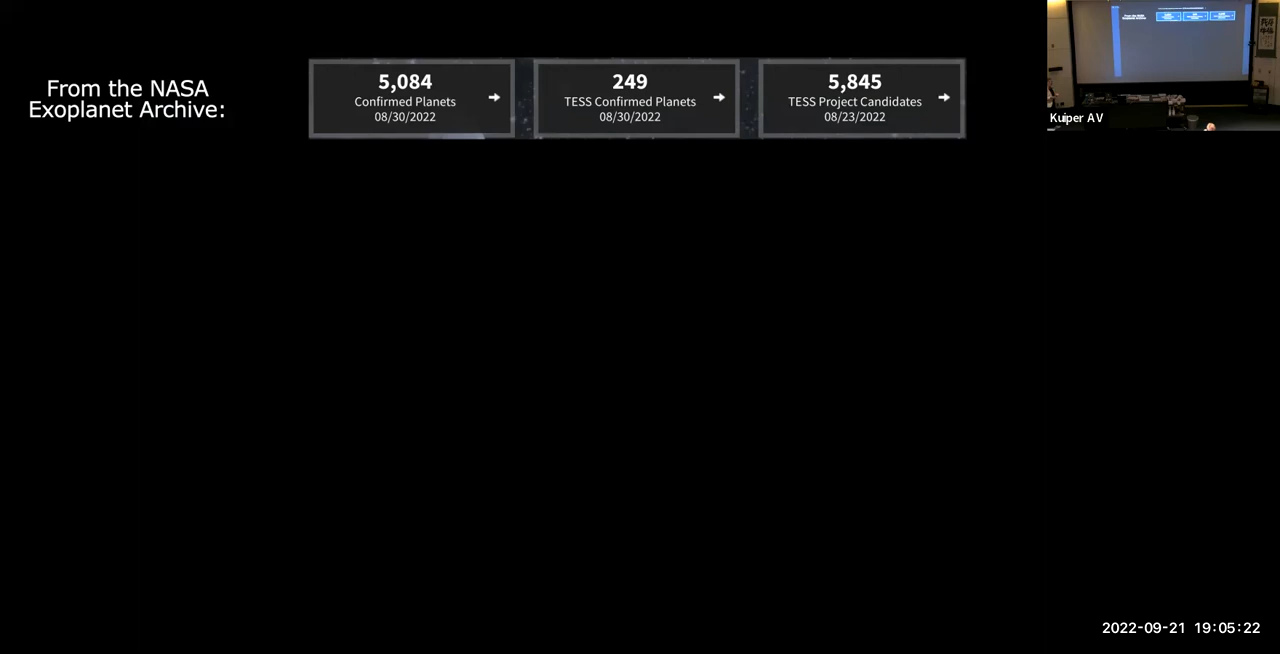 From the NASA
Exoplanet Archive:
5,084
Confirmed Planets
08/30/2022
249
TESS Confirmed Planets
08/30/2022
5,845
TESS Project Candidates
08/23/2022
Kuiper AV
2022-09-21 19:05:22